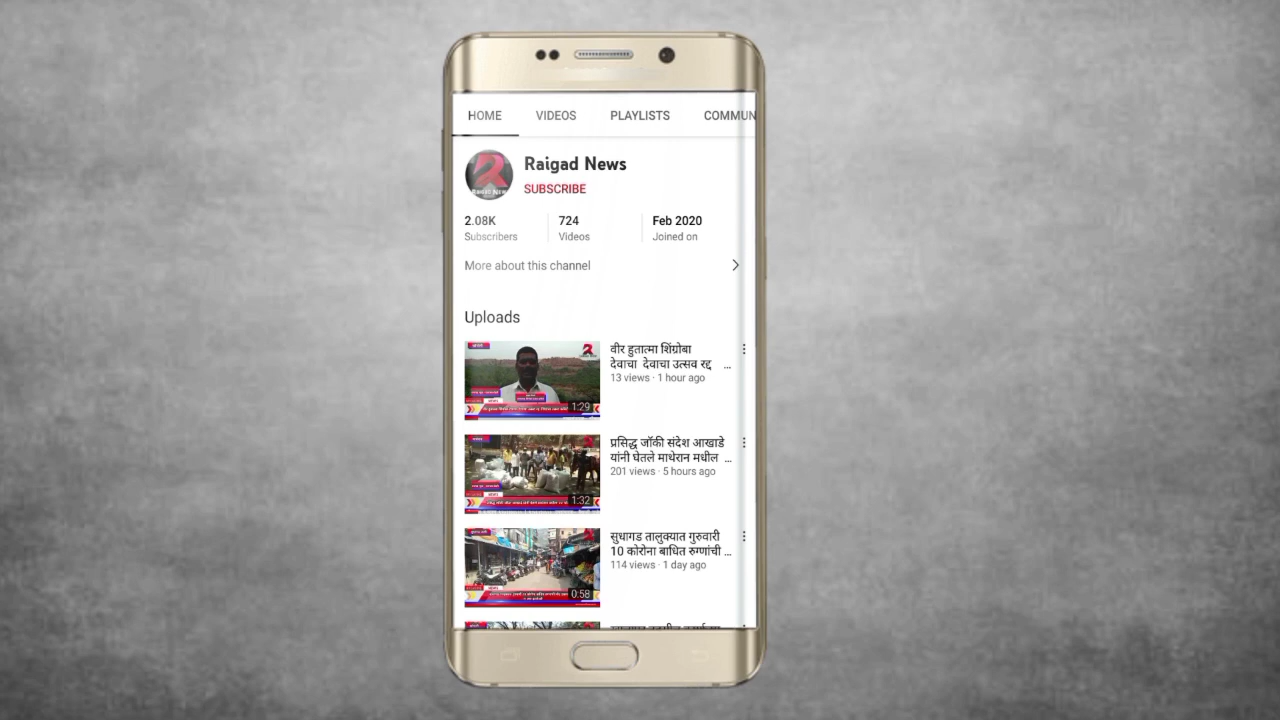 HOME VIDEOS PLAYLISTS COMMUN
Raigad News
SUBSCRIBE
2.08K 724 Feb 2020
Subscribers Videos Joined on
More about this channel
Uploads
वीर हुतात्मा शिंग्रोबा
देवाचा देवाचा उत्सव रद्द ...
13 views · 1 hour ago
1:29
प्रसिद्ध जॉकी संदेश आखाडे
यांनी घेतले माथेरान मधील ...
201 views · 5 hours ago
1:32
सुधागड तालुक्यात गुरुवारी
10 कोरोना बाधित रुग्णांची ...
114 views · 1 day ago
0:58